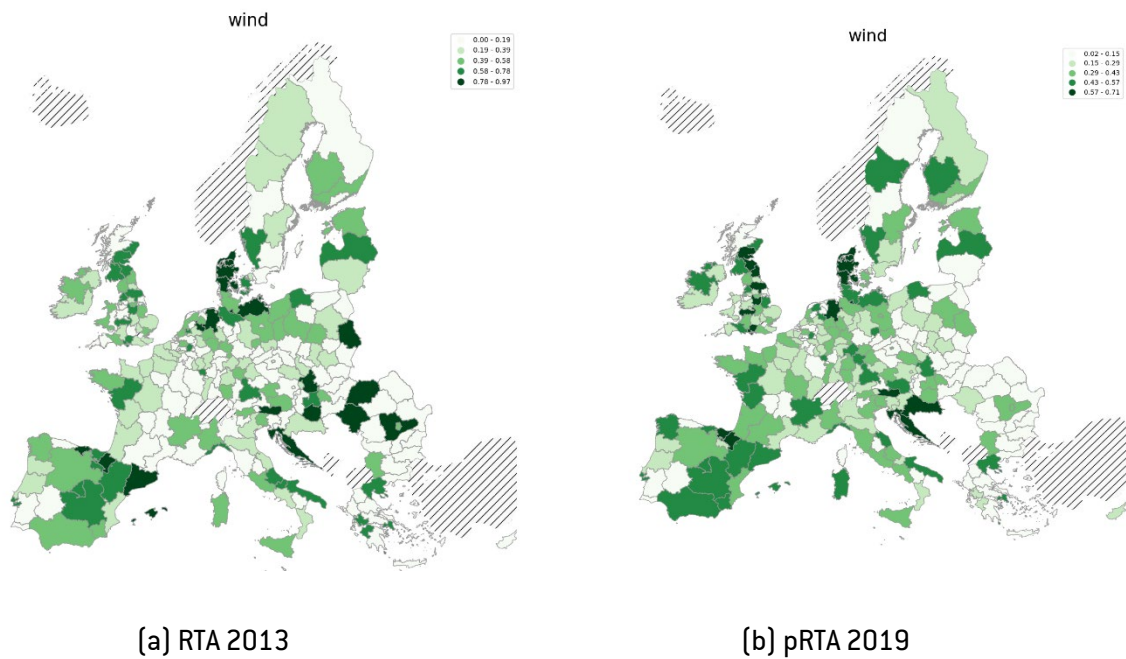 wind
0.00 - 0.19
0.19 - 0.39
0.39 - 0.58
0.58 - 0.78
0.78 - 0.97
wind
0.02 - 0.15
0.15 - 0.29
0.29 - 0.43
0.43 - 0.57
0.57 - 0.71
(a) RTA 2013
(b) pRTA 2019